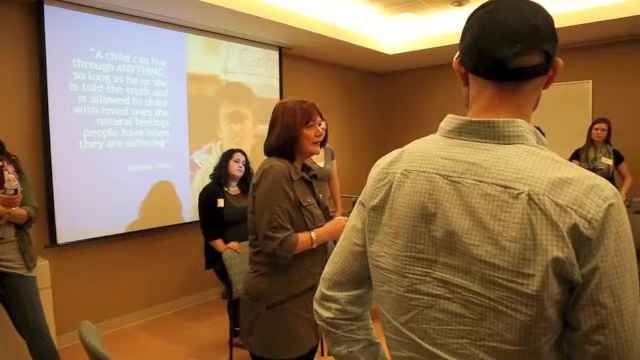 "A child can live
through ANYTHING,
so long as he or she
is told the truth and
is allowed to share
with loved ones the
natural feelings
people have when
they are suffering"